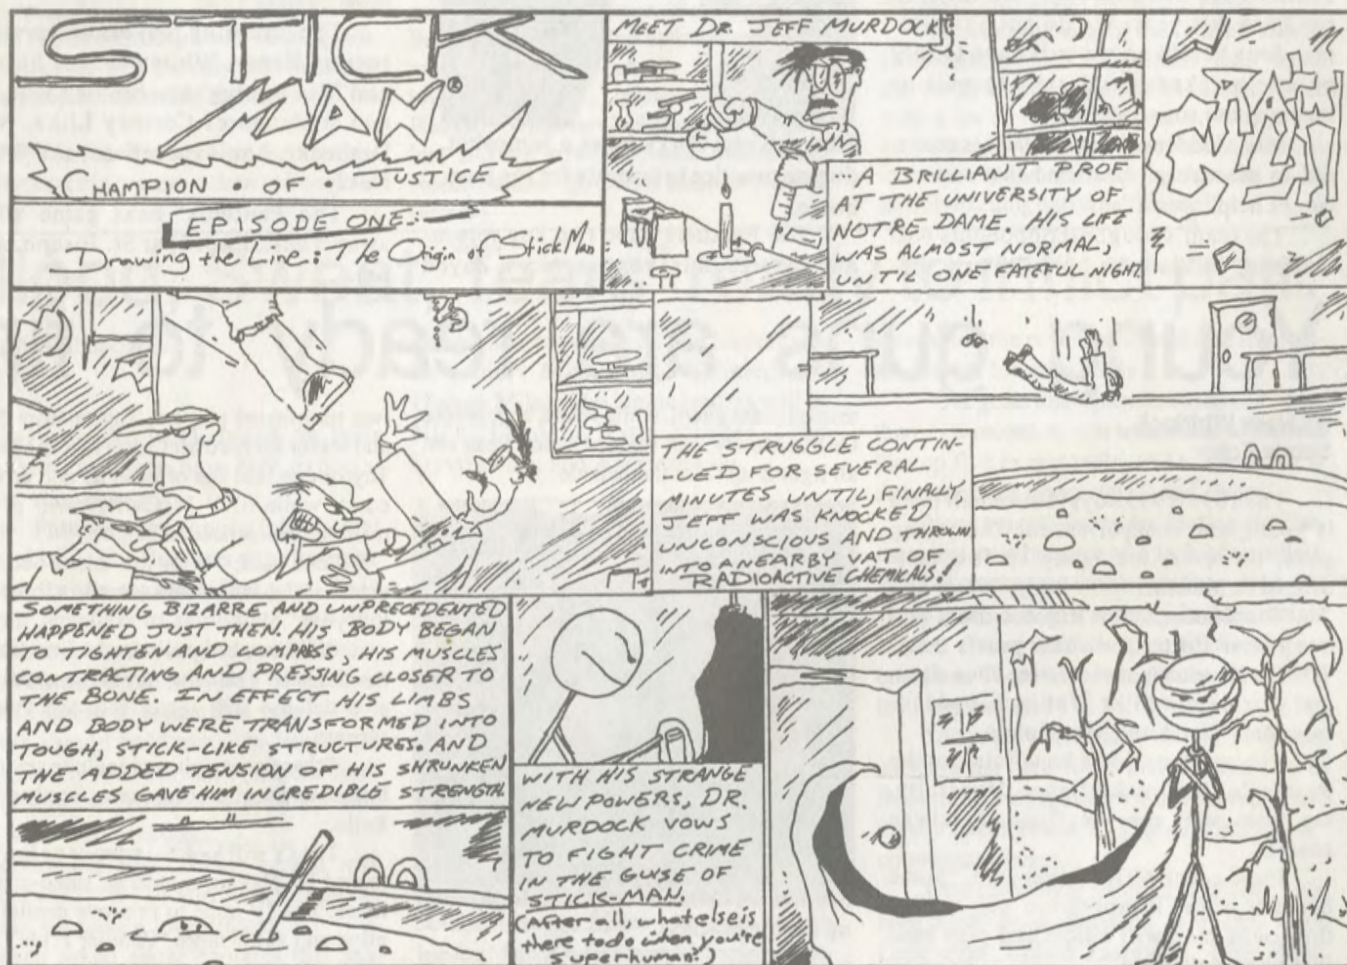 STICK
MAN®
CHAMPION • OF • JUSTICE
EPISODE ONE:
Drawing the Line: The Origin of Stick Man
MEET DR. JEFF MURDOCK
...A BRILLIANT PROF
AT THE UNIVERSITY OF
NOTRE DAME. HIS LIFE
WAS ALMOST NORMAL,
UNTIL ONE FATEFUL NIGHT.
THE STRUGGLE CONTIN-
-UED FOR SEVERAL
MINUTES UNTIL, FINALLY,
JEFF WAS KNOCKED
UNCONSCIOUS AND THROWN
INTO A NEARBY VAT OF
RADIOACTIVE CHEMICALS!
SOMETHING BIZARRE AND UNPRECEDENTED
HAPPENED JUST THEN. HIS BODY BEGAN
TO TIGHTEN AND COMPRESS, HIS MUSCLES
CONTRACTING AND PRESSING CLOSER TO
THE BONE. IN EFFECT HIS LIMBS
AND BODY WERE TRANSFORMED INTO
TOUGH, STICK-LIKE STRUCTURES. AND
THE ADDED TENSION OF HIS SHRUNKEN
MUSCLES GAVE HIM INCREDIBLE STRENGTH.
WITH HIS STRANGE
NEW POWERS, DR.
MURDOCK VOWS
TO FIGHT CRIME
IN THE GUISE OF
STICK-MAN.
(After all, what else is
there to do when you're
superhuman?)